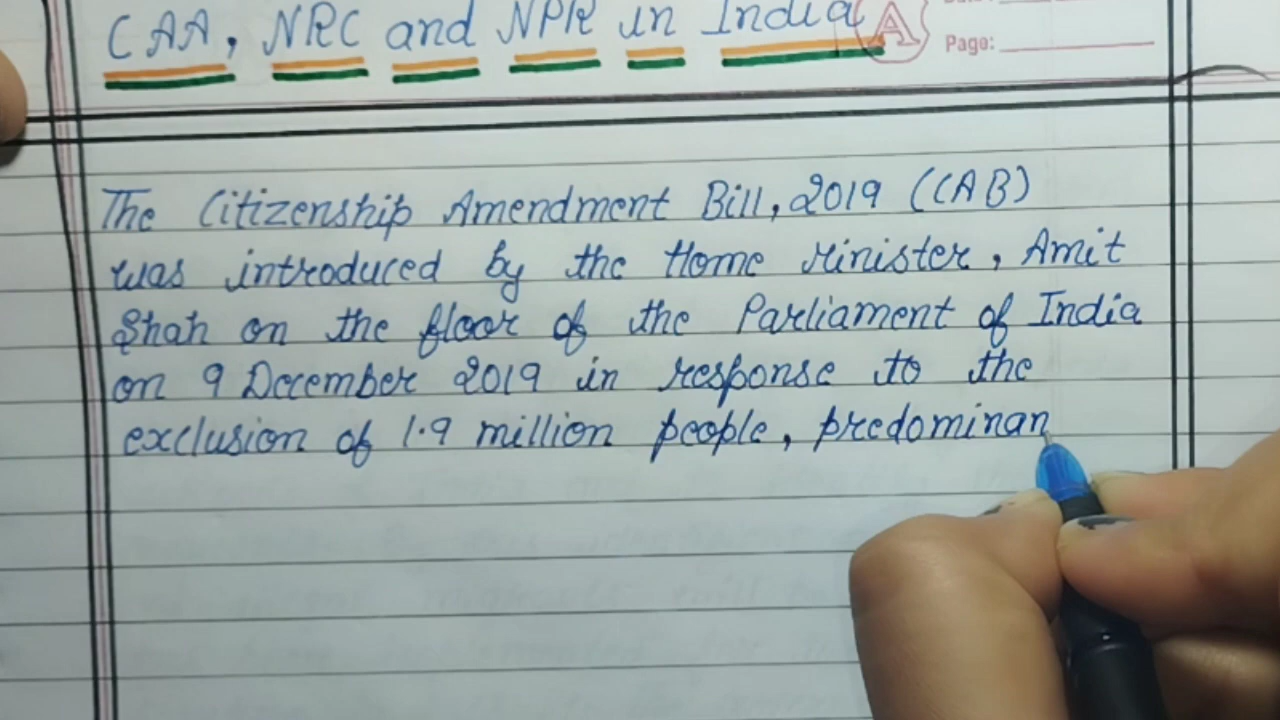 CAA, NRC and NPR in India
A
Page:
The Citizenship Amendment Bill, 2019 (CAB)
was introduced by the Home Minister, Amit
Shah on the floor of the Parliament of India
on 9 December 2019 in response to the
exclusion of 1.9 million people, predominan